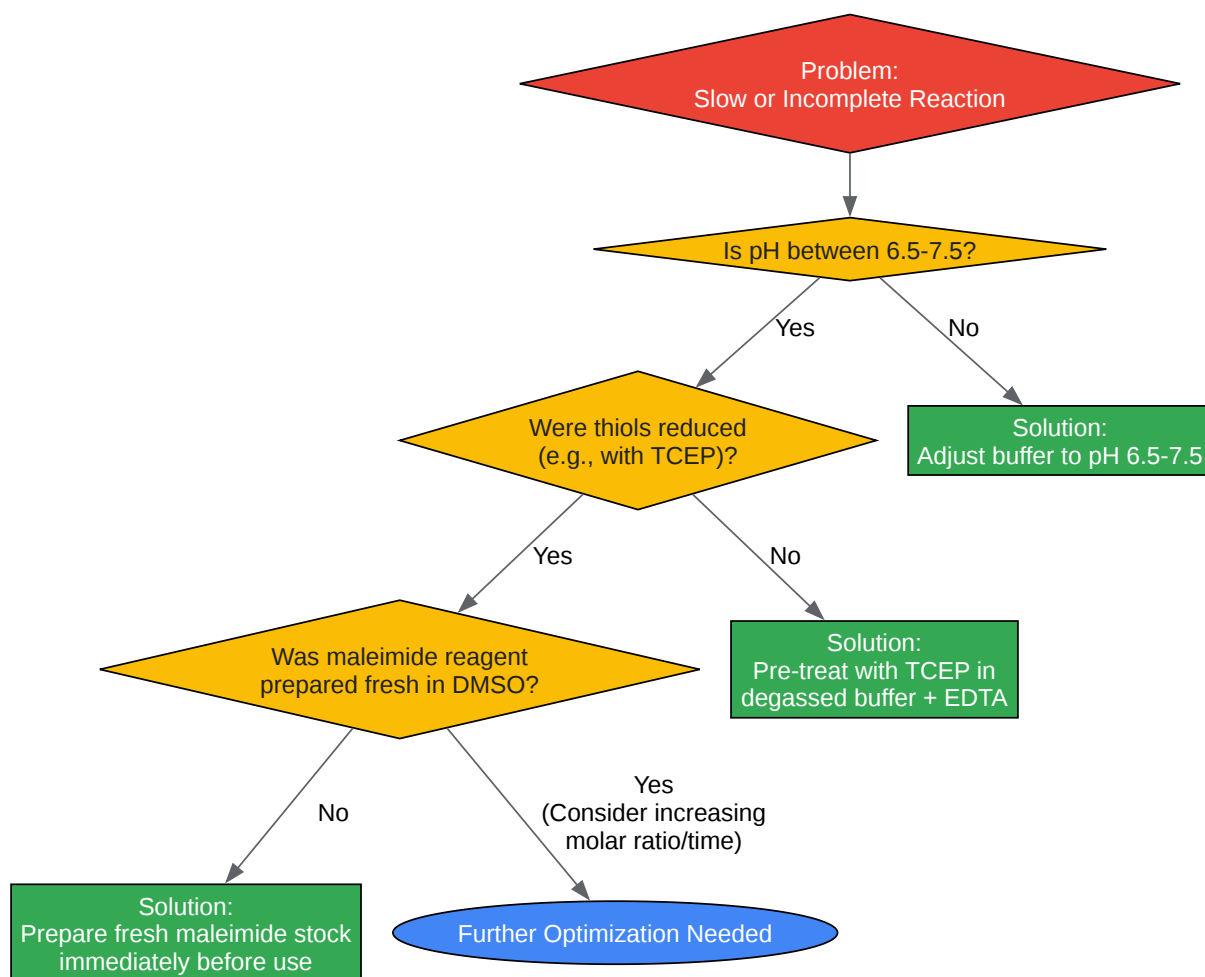 Problem:
Slow or Incomplete Reaction
Is pH between 6.5-7.5?
Yes
No
Were thiols reduced
(e.g., with TCEP)?
Solution:
Adjust buffer to pH 6.5-7.5
Yes
No
Was maleimide reagent
prepared fresh in DMSO?
Solution:
Pre-treat with TCEP in
degassed buffer + EDTA
No
Yes
(Consider increasing
molar ratio/time)
Solution:
Prepare fresh maleimide stock
immediately before use
Further Optimization Needed